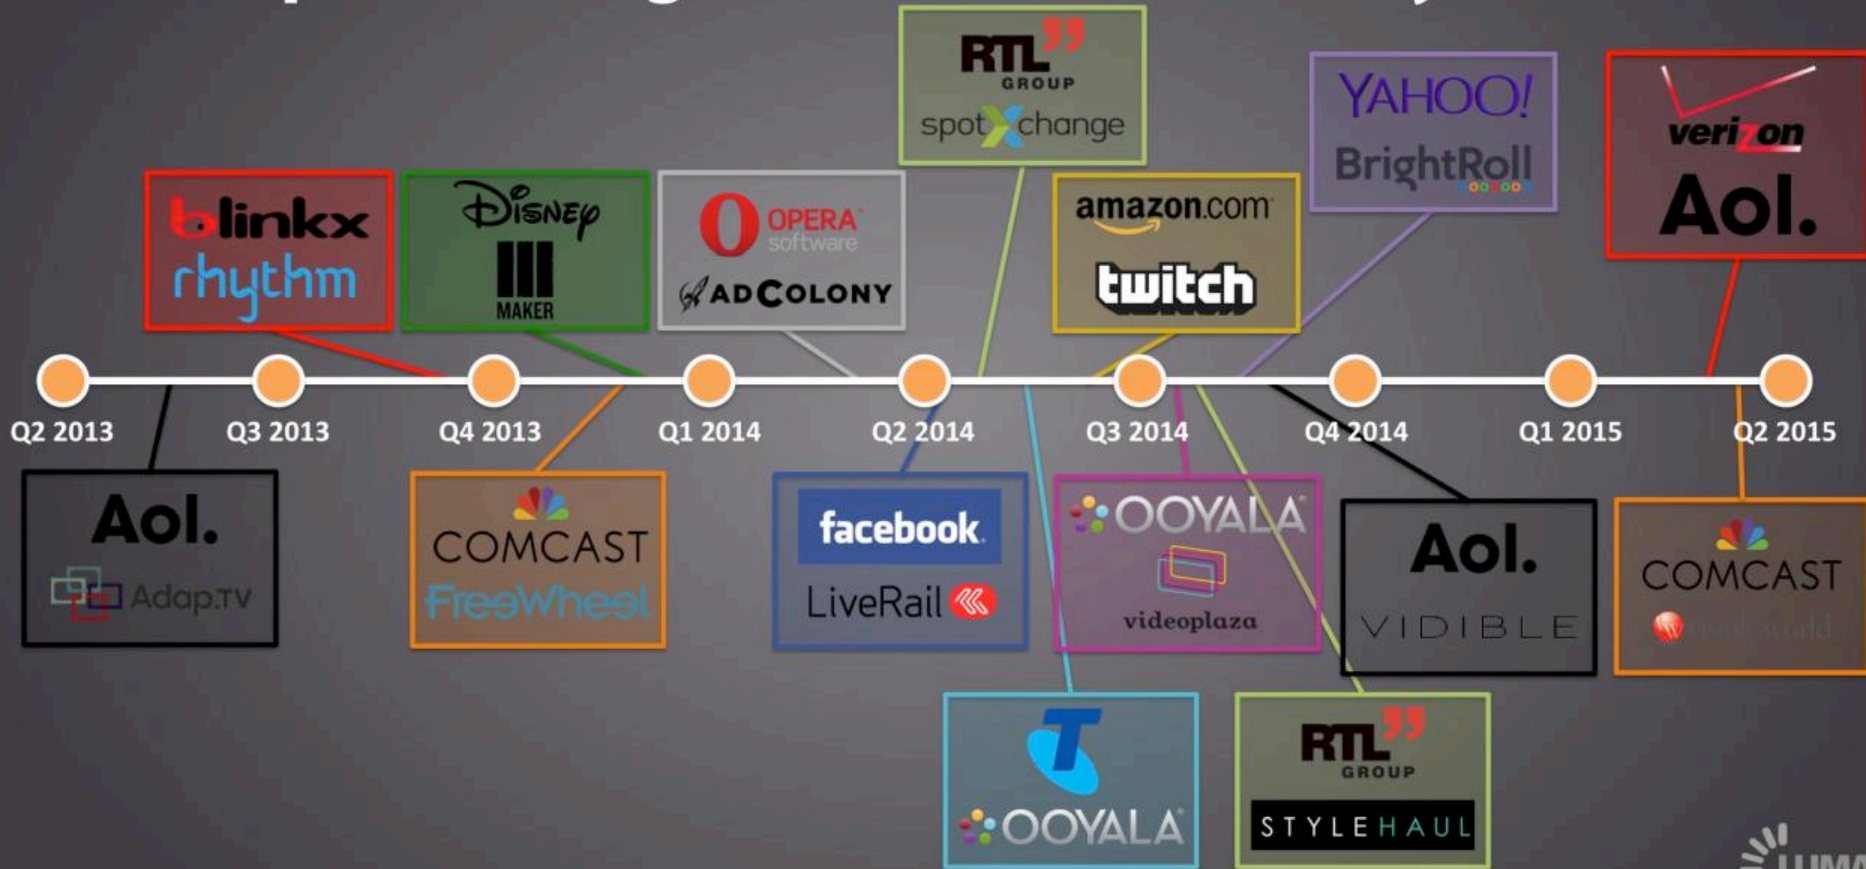 RTL
GROUP
spotXchange
YAHOO!
BrightRoll
verizon
Aol.
blinkx
rhythm
DISNEY
MAKER
OPERA
software
ADCOLONY
amazon.com
twitch
Q2 2013
Q3 2013
Q4 2013
Q1 2014
Q2 2014
Q3 2014
Q4 2014
Q1 2015
Q2 2015
Aol.
Adap.TV
COMCAST
FreeWheel
facebook
LiveRail
OOYALA
videoplaza
Aol.
VIDIBLE
COMCAST
T
OOYALA
RTL
GROUP
STYLEHAUL
LUMA